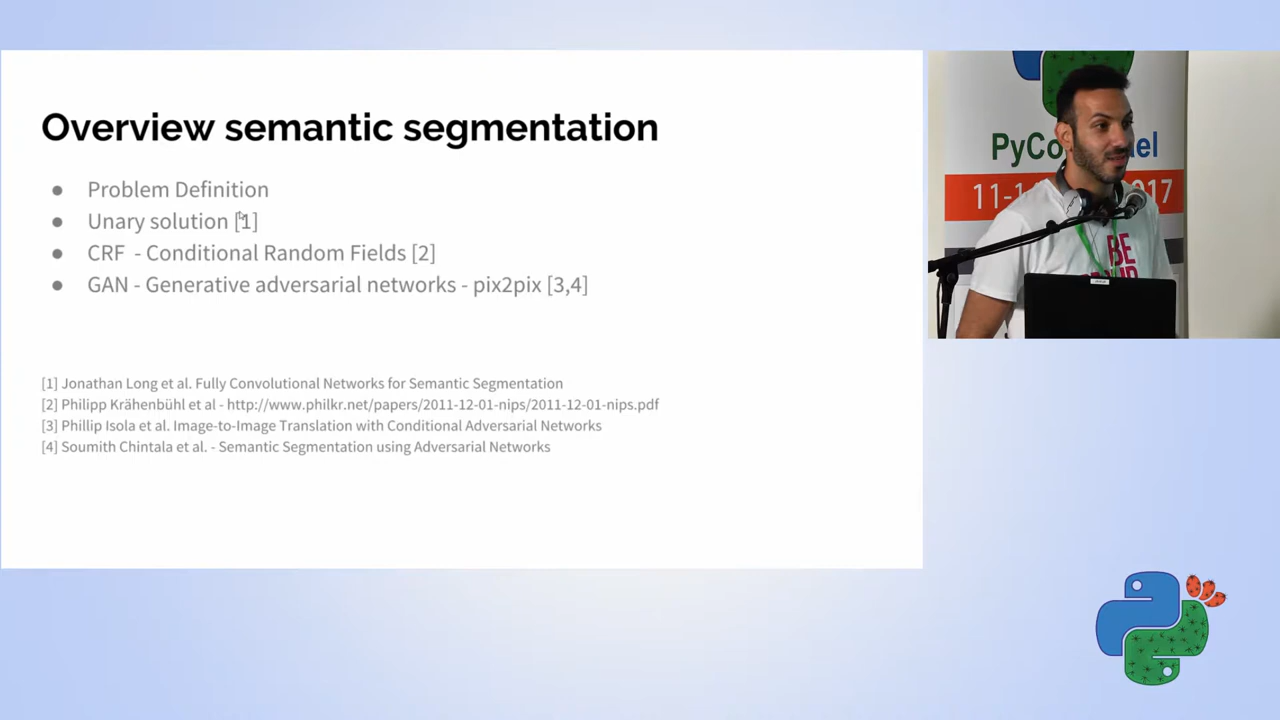 Overview semantic segmentation
● Problem Definition
● Unary solution [1]
● CRF - Conditional Random Fields [2]
● GAN - Generative adversarial networks - pix2pix [3,4]
[1] Jonathan Long et al. Fully Convolutional Networks for Semantic Segmentation
[2] Philipp Krähenbühl et al - http://www.philkr.net/papers/2011-12-01-nips/2011-12-01-nips.pdf
[3] Phillip Isola et al. Image-to-Image Translation with Conditional Adversarial Networks
[4] Soumith Chintala et al. - Semantic Segmentation using Adversarial Networks
PyCo el
11-1 2017
BE